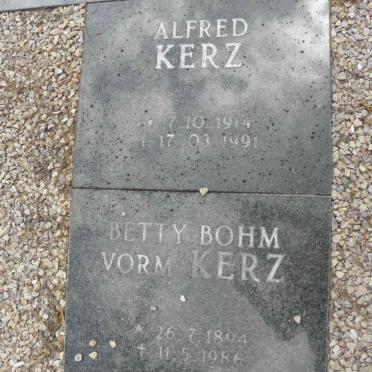 ALFRED
KERZ
* 7.10.1914
† 17.03.1991
BETTY BOHM
VORM KERZ
* 26.7.1894
† 11.5.1986